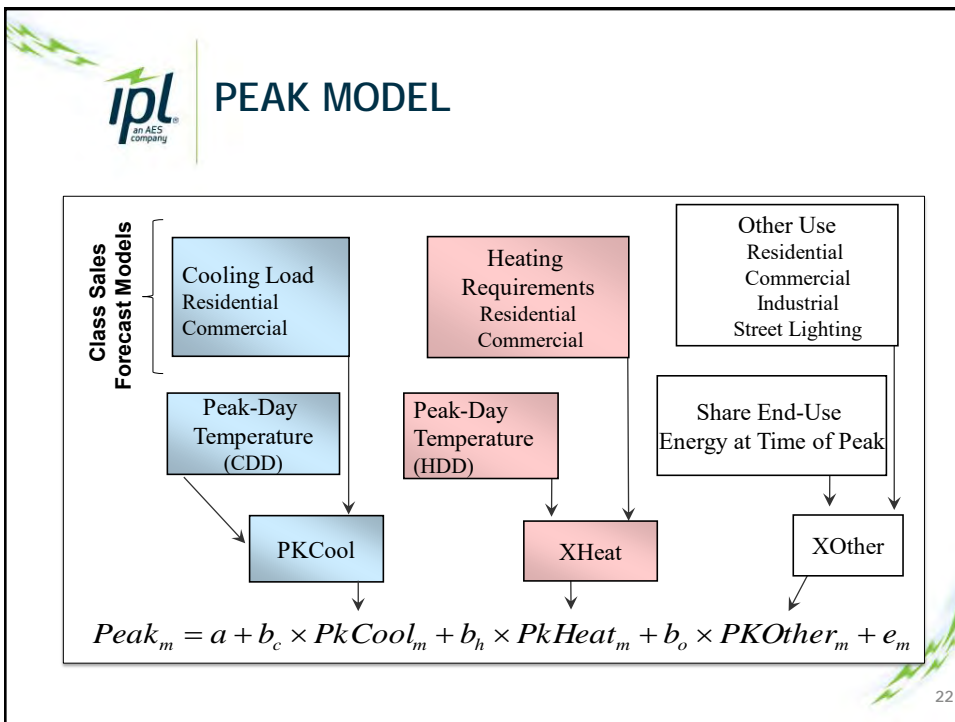 ipl®
an AES
company
PEAK MODEL
Class Sales
Forecast Models
Cooling Load
Residential
Commercial
Heating
Requirements
Residential
Commercial
Other Use
Residential
Commercial
Industrial
Street Lighting
Peak-Day
Temperature
(CDD)
Peak-Day
Temperature
(HDD)
Share End-Use
Energy at Time of Peak
PKCool
XHeat
XOther
Peak_m = a + b_c × PkCool_m + b_h × PkHeat_m + b_o × PKOther_m + e_m
22